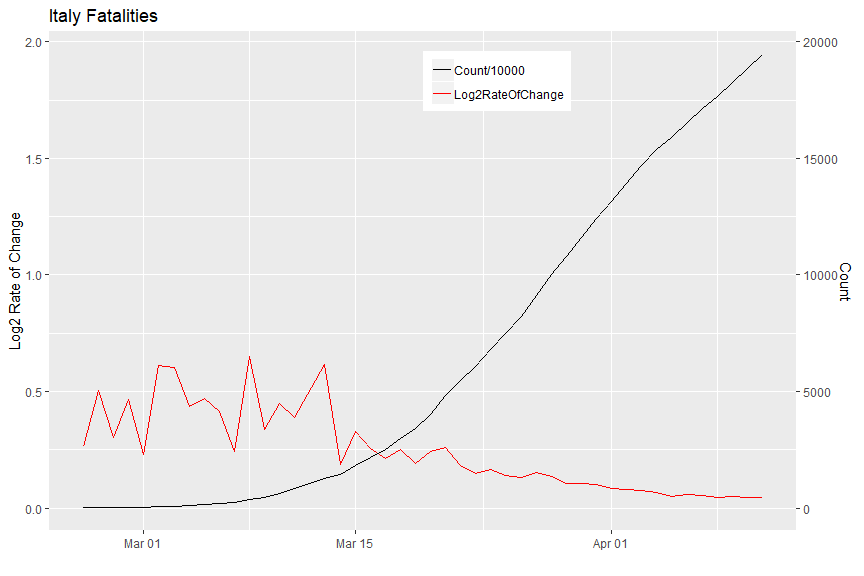 Italy Fatalities
2.0
1.5
1.0
0.5
0.0
Log2 Rate of Change
Count/10000
Log2RateOfChange
20000
15000
10000
5000
0
Count
Mar 01
Mar 15
Apr 01